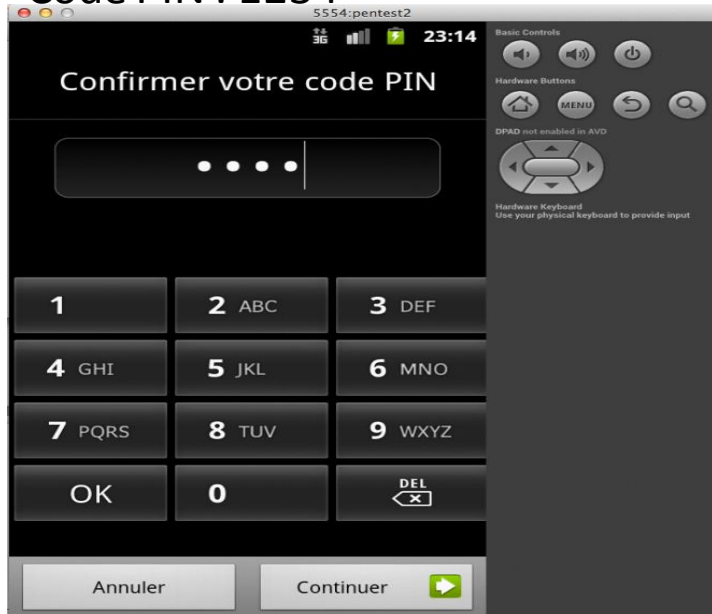 5554:pentest2
3G 23:14
Confirmer votre code PIN
1
2 ABC
3 DEF
4 GHI
5 JKL
6 MNO
7 PQRS
8 TUV
9 WXYZ
OK
0
DEL
Annuler
Continuer
Basic Controls
Hardware Buttons
MENU
DPAD not enabled in AVD
Hardware Keyboard
Use your physical keyboard to provide input